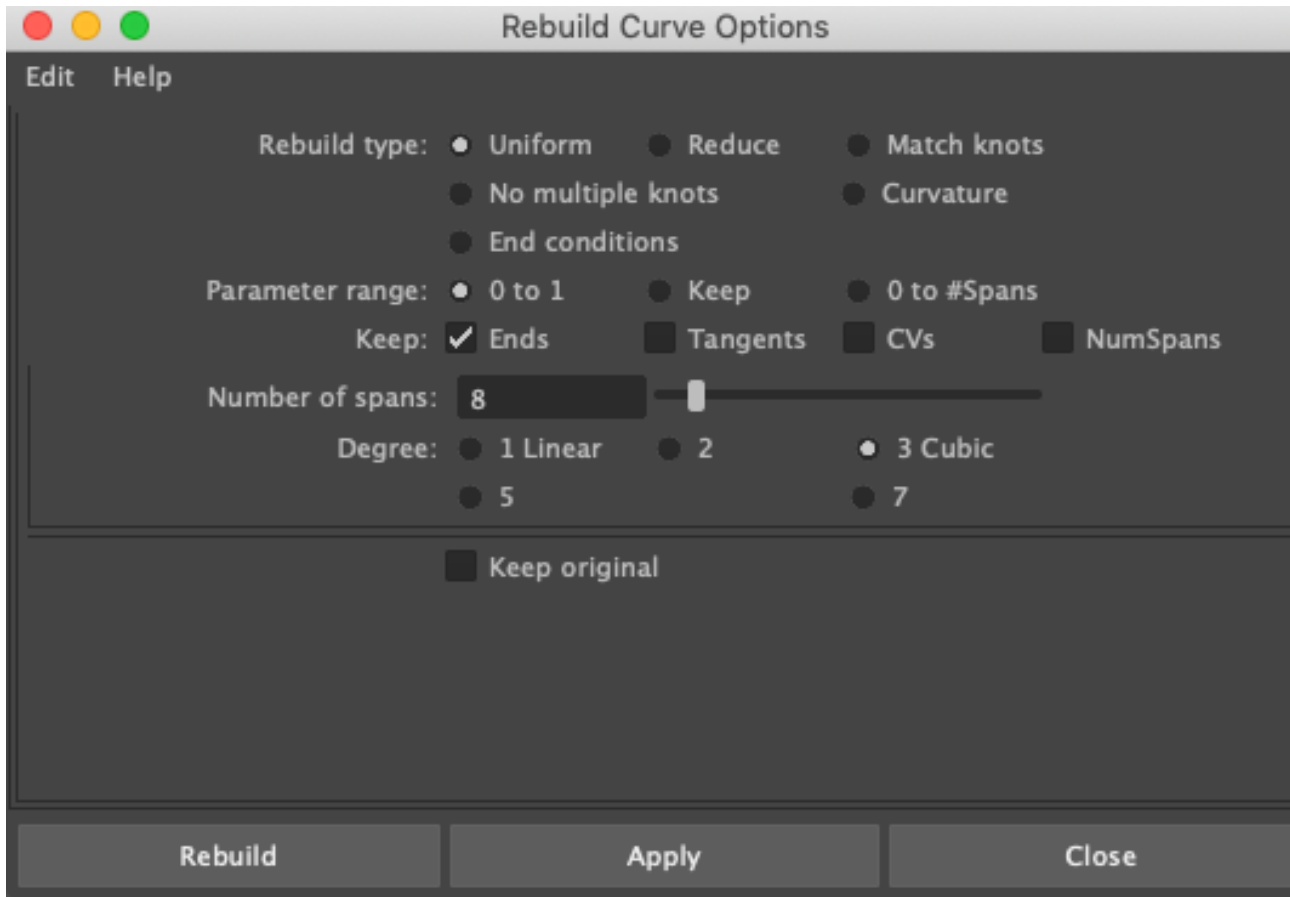 Rebuild Curve Options
Edit Help
Rebuild type: Uniform Reduce Match knots
No multiple knots Curvature
End conditions
Parameter range: 0 to 1 Keep 0 to #Spans
Keep: Ends Tangents CVs NumSpans
Number of spans: 8
Degree: 1 Linear 2 3 Cubic
5 7
Keep original
Rebuild Apply Close